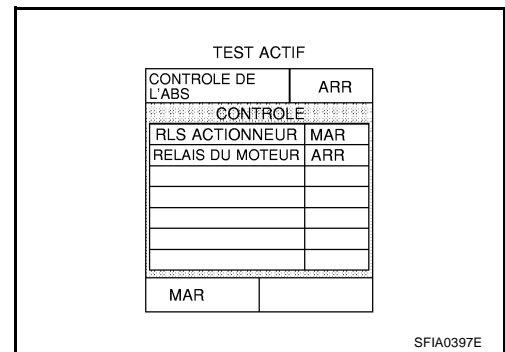 TEST ACTIF
CONTROLE DE
L'ABS
ARR
CONTROLE
RLS ACTIONNEUR MAR
RELAIS DU MOTEUR ARR
MAR
SFIA0397E